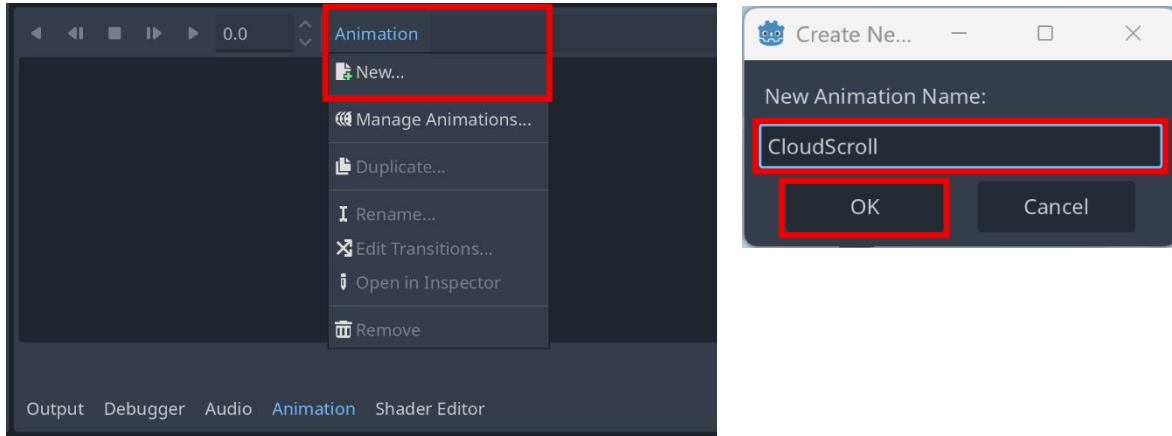 0.0 Animation
New...
Manage Animations...
Duplicate...
Rename...
Edit Transitions...
Open in Inspector
Remove
Output Debugger Audio Animation Shader Editor
Create Ne...
New Animation Name:
CloudScroll
OK Cancel